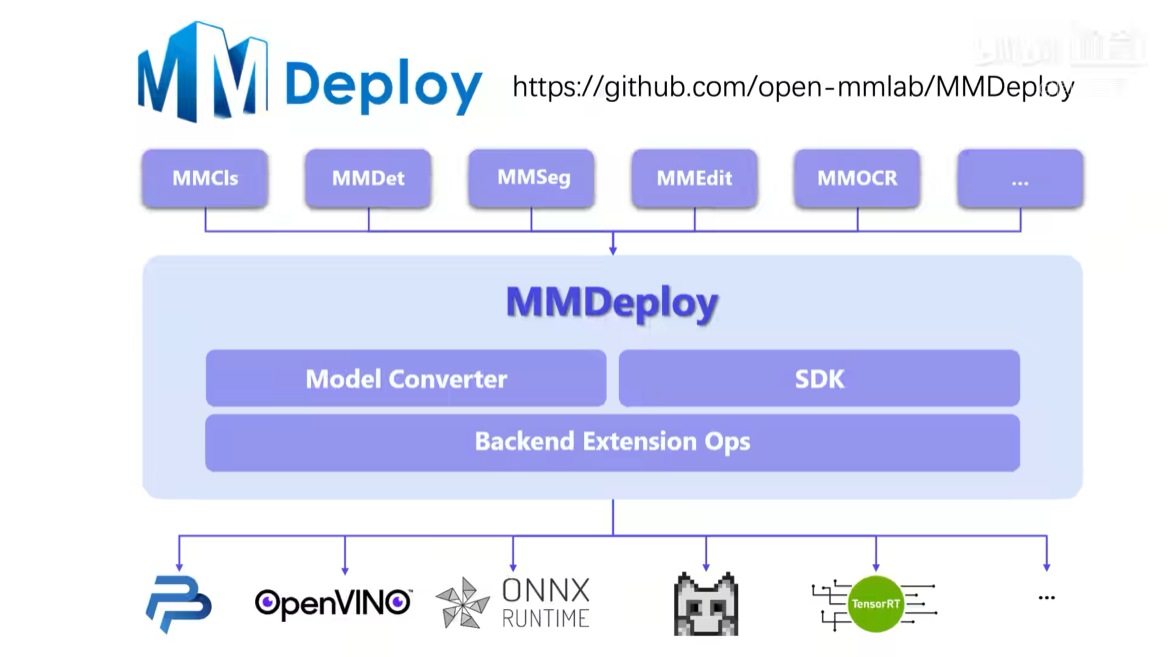 MM Deploy https://github.com/open-mmlab/MMDeploy
MMCls MMDet MMSeg MMEdit MMOCR ...
MMDeploy
Model Converter SDK
Backend Extension Ops
OpenVINO™ ONNX RUNTIME TensorRT ...